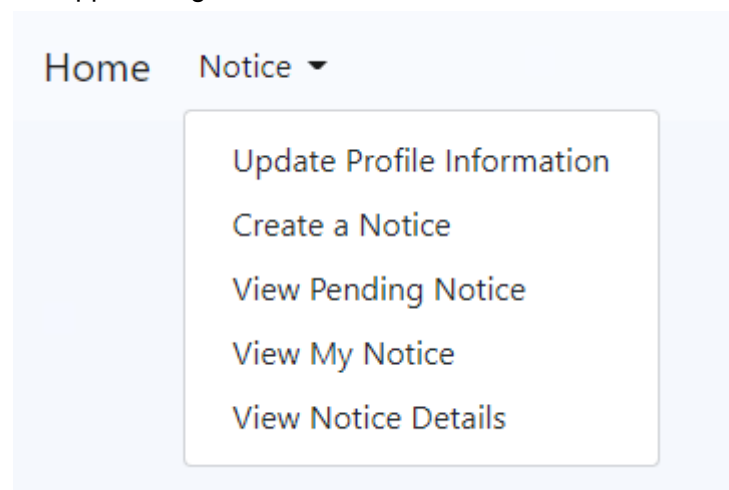 Home Notice
Update Profile Information
Create a Notice
View Pending Notice
View My Notice
View Notice Details